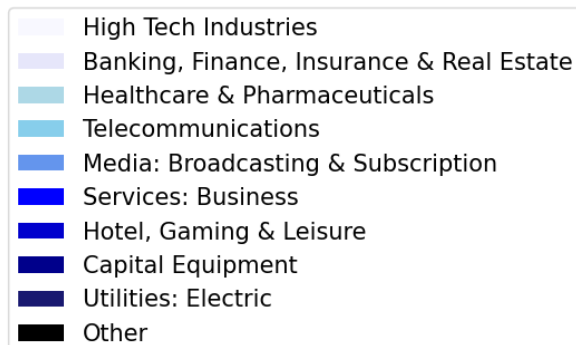 High Tech Industries
Banking, Finance, Insurance & Real Estate
Healthcare & Pharmaceuticals
Telecommunications
Media: Broadcasting & Subscription
Services: Business
Hotel, Gaming & Leisure
Capital Equipment
Utilities: Electric
Other